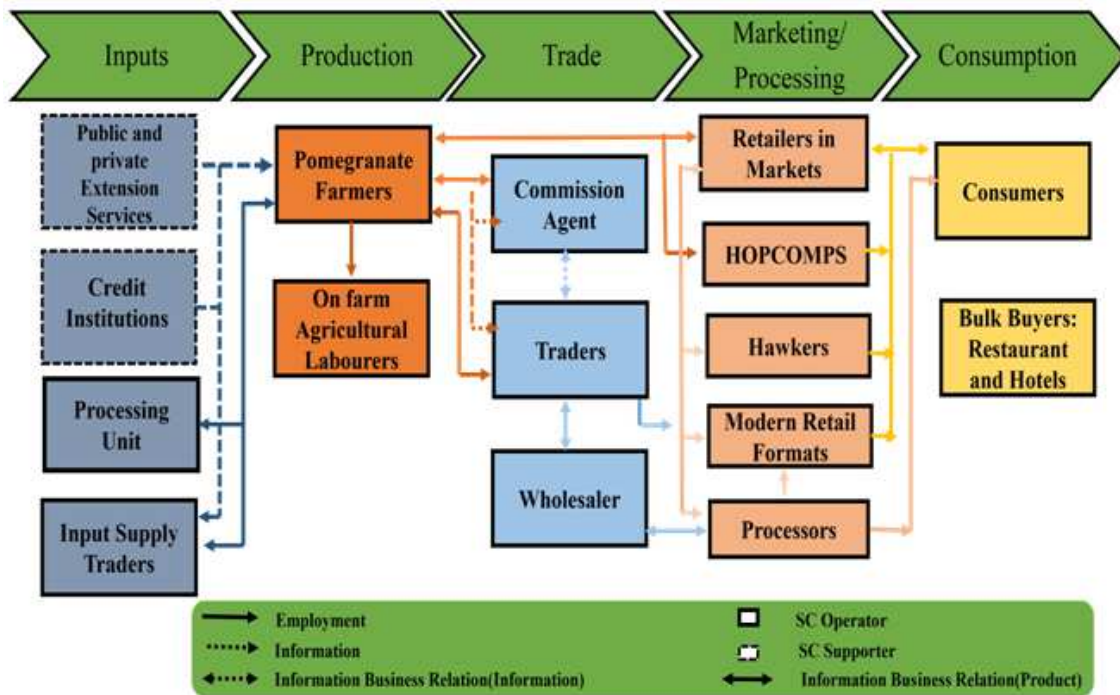 Inputs
Production
Trade
Marketing/
Processing
Consumption
Public and
private
Extension
Services
Credit
Institutions
Processing
Unit
Input Supply
Traders
Pomegranate
Farmers
On farm
Agricultural
Labourers
Commission
Agent
Traders
Wholesaler
Retailers in
Markets
HOPCOMPS
Hawkers
Modern Retail
Formats
Processors
Consumers
Bulk Buyers:
Restaurant
and Hotels
Employment
Information
Information Business Relation(Information)
SC Operator
SC Supporter
Information Business Relation(Product)